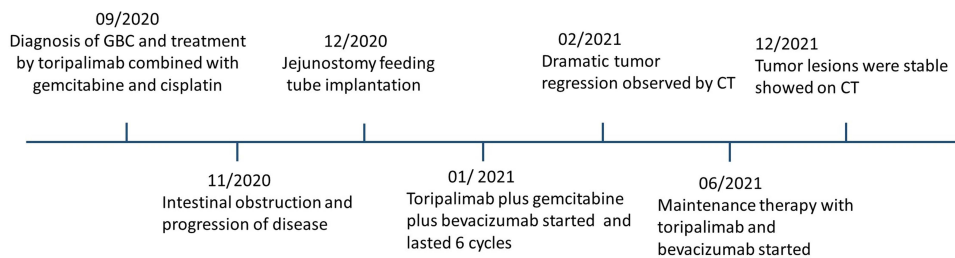 09/2020
Diagnosis of GBC and treatment
by toripalimab combined with
gemcitabine and cisplatin
11/2020
Intestinal obstruction and
progression of disease
12/2020
Jejunostomy feeding
tube implantation
01/ 2021
Toripalimab plus gemcitabine
plus bevacizumab started and
lasted 6 cycles
02/2021
Dramatic tumor
regression observed by CT
06/2021
Maintenance therapy with
toripalimab and
bevacizumab started
12/2021
Tumor lesions were stable
showed on CT